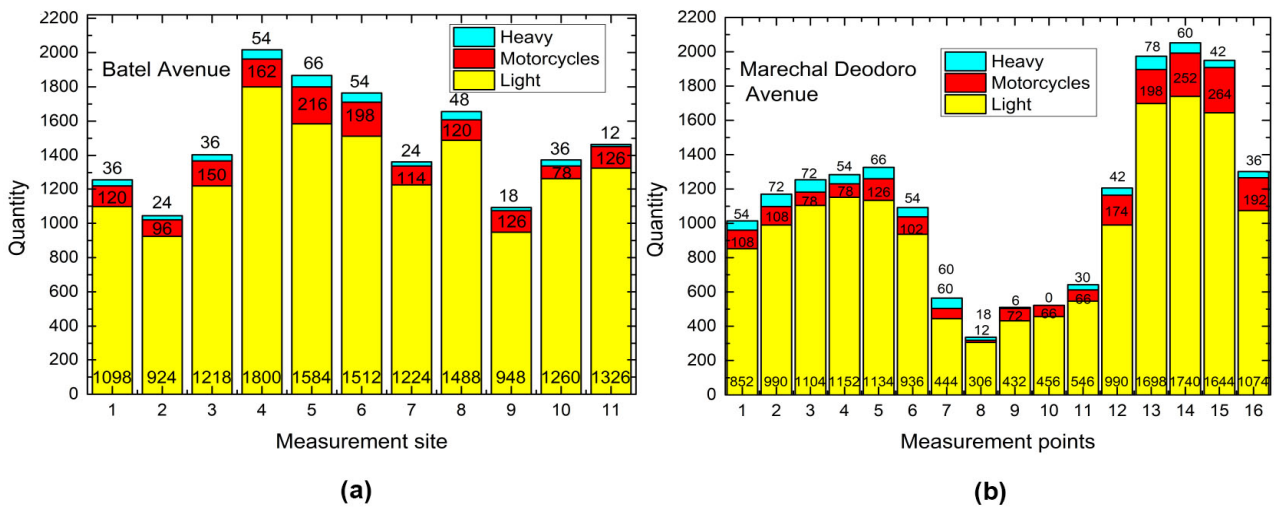 2200
2000
1800
1600
1400
1200
1000
800
600
400
200
0
Quantity
Batel Avenue
Heavy
Motorcycles
Light
36 24 36 54 66 54 24 48 18 36 12
120 96 150 162 216 198 114 120 126 78 126
1098 924 1218 1800 1584 1512 1224 1488 948 1260 1326
1 2 3 4 5 6 7 8 9 10 11
Measurement site
(a)
2200
2000
1800
1600
1400
1200
1000
800
600
400
200
0
Quantity
Marechal Deodoro
Avenue
Heavy
Motorcycles
Light
54 72 72 54 66 54 60 18 6 0 30 42 78 60 42 36
108 108 78 78 126 102 60 12 72 66 66 174 198 252 264 192
852 990 1104 1152 1134 936 444 306 432 456 546 990 1698 1740 1644 1074
1 2 3 4 5 6 7 8 9 10 11 12 13 14 15 16
Measurement points
(b)